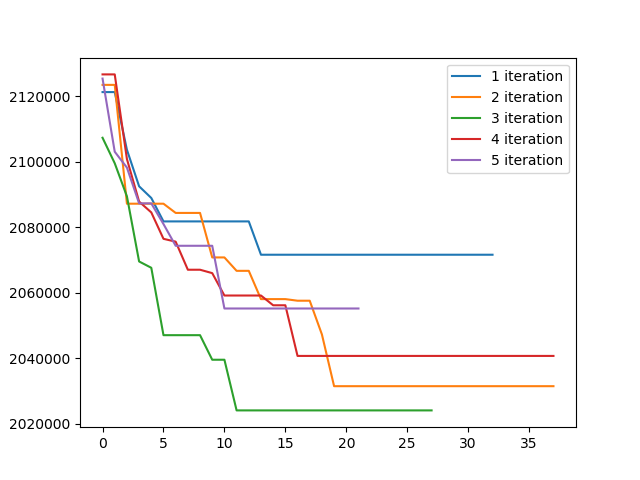 2120000
2100000
2080000
2060000
2040000
2020000
0 5 10 15 20 25 30 35
1 iteration
2 iteration
3 iteration
4 iteration
5 iteration